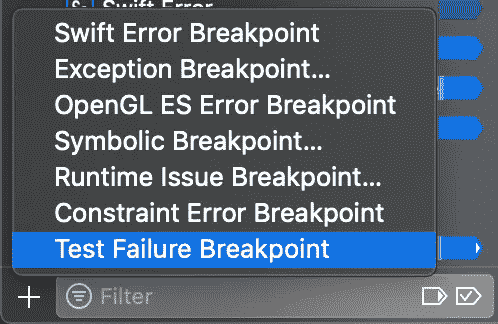 Swift Error
Swift Error Breakpoint
Exception Breakpoint...
OpenGL ES Error Breakpoint
Symbolic Breakpoint...
Runtime Issue Breakpoint...
Constraint Error Breakpoint
Test Failure Breakpoint
Filter